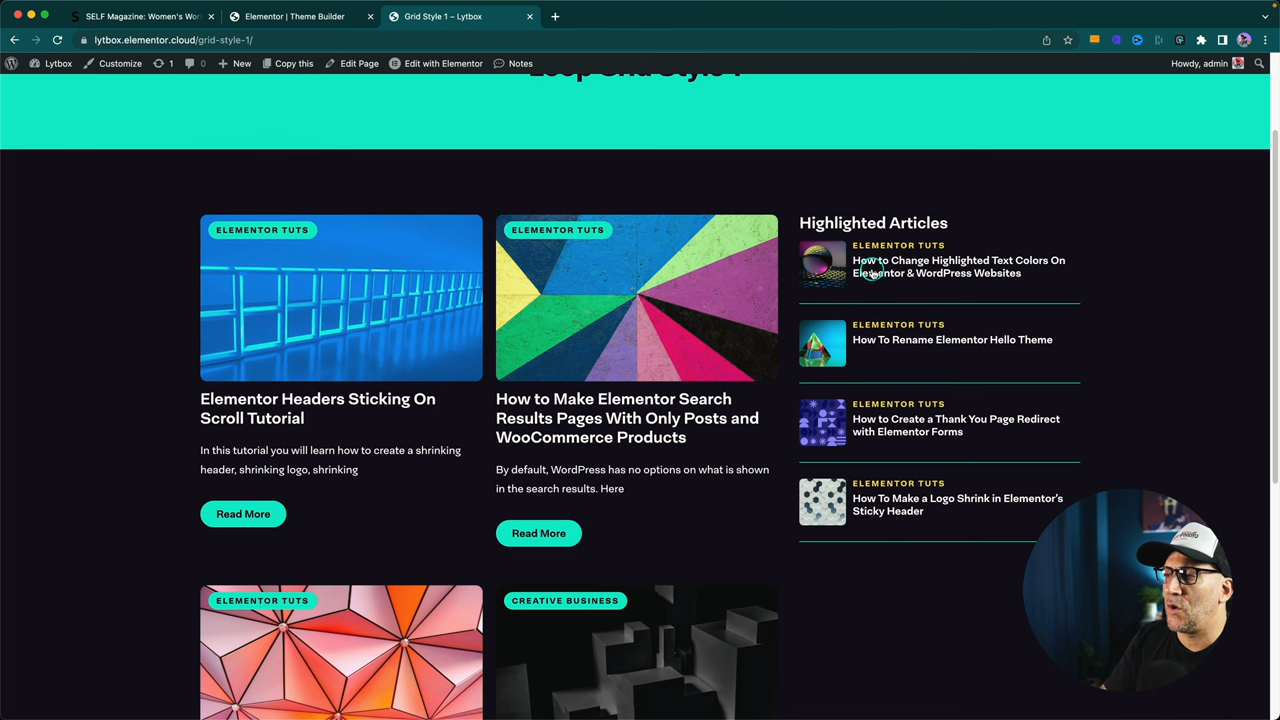 SELF Magazine: Women's Wor
Elementor | Theme Builder
Grid Style 1 – Lytbox
lytbox.elementor.cloud/grid-style-1/
Lytbox
Customize
1
0
New
Copy this
Edit Page
Edit with Elementor
Notes
Howdy, admin
Loop Grid Style 1
ELEMENTOR TUTS
Elementor Headers Sticking On
Scroll Tutorial
In this tutorial you will learn how to create a shrinking
header, shrinking logo, shrinking
Read More
ELEMENTOR TUTS
How to Make Elementor Search
Results Pages With Only Posts and
WooCommerce Products
By default, WordPress has no options on what is shown
in the search results. Here
Read More
Highlighted Articles
ELEMENTOR TUTS
How to Change Highlighted Text Colors On
Elementor & WordPress Websites
ELEMENTOR TUTS
How To Rename Elementor Hello Theme
ELEMENTOR TUTS
How to Create a Thank You Page Redirect
with Elementor Forms
ELEMENTOR TUTS
How To Make a Logo Shrink in Elementor's
Sticky Header
ELEMENTOR TUTS
CREATIVE BUSINESS